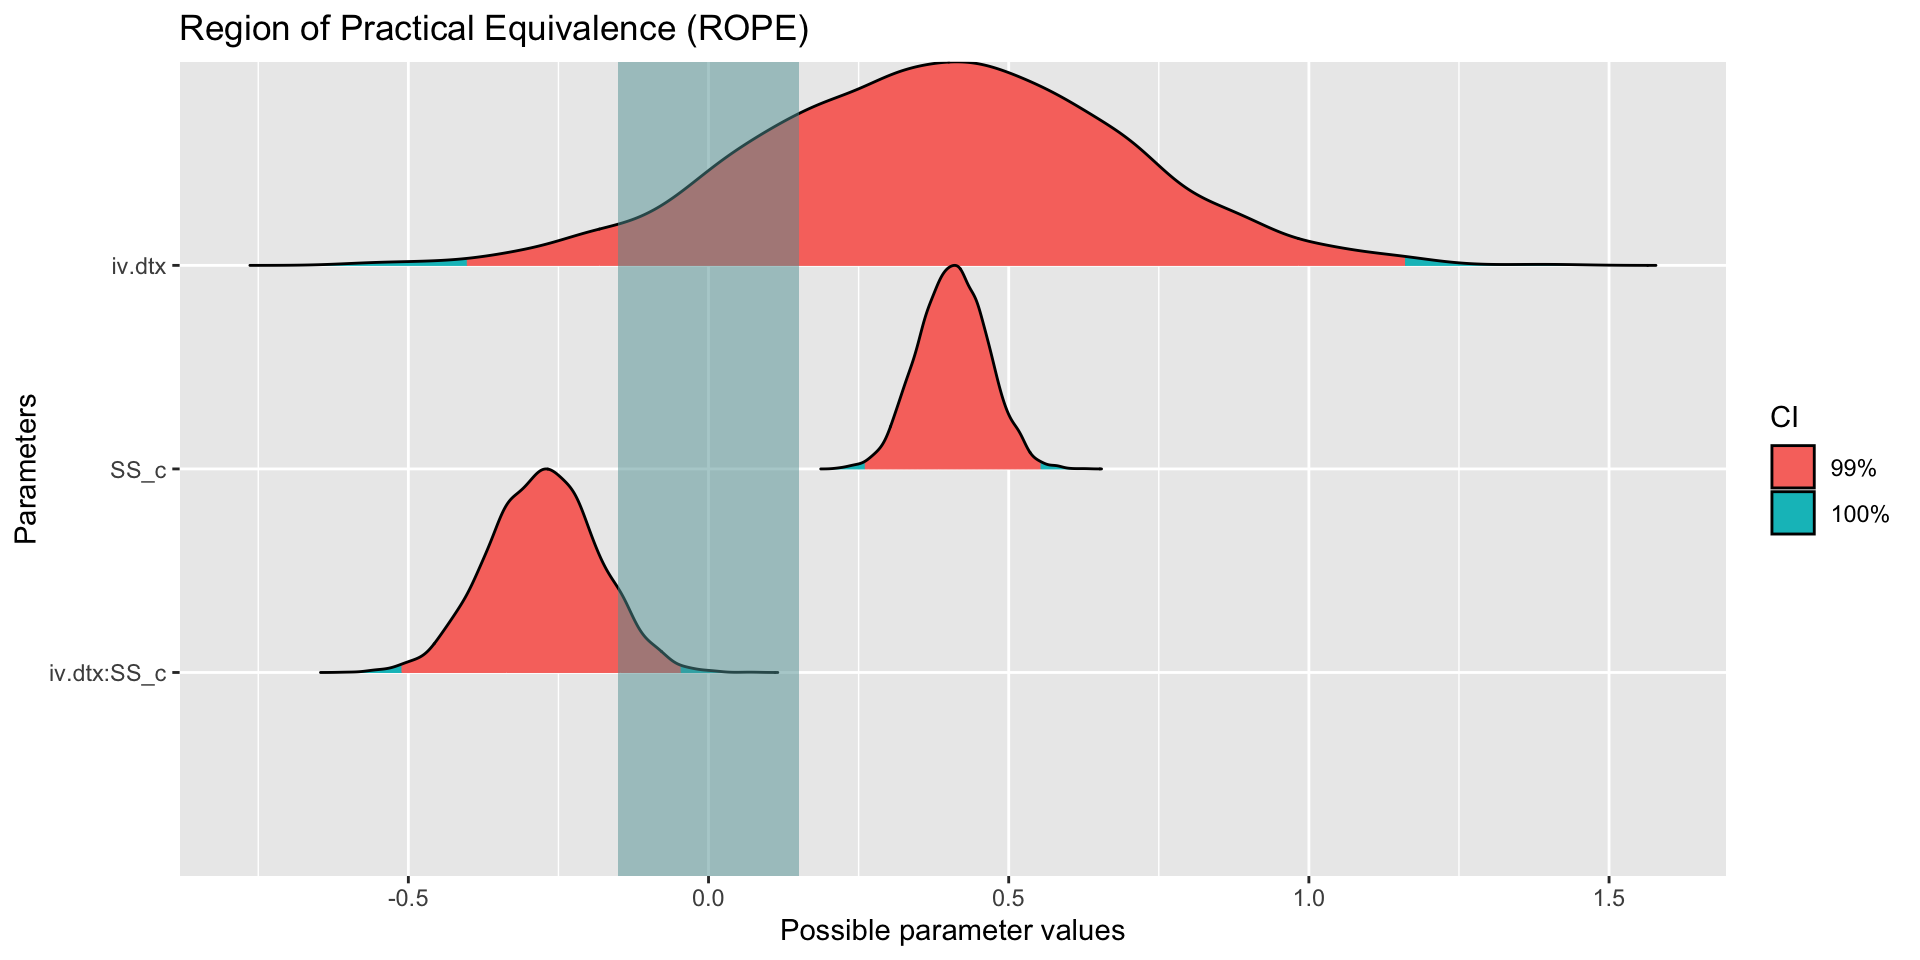 Region of Practical Equivalence (ROPE)
Parameters
iv.dtx
SS_c
iv.dtx:SS_c
-0.5
0.0
0.5
1.0
1.5
Possible parameter values
CI
99%
100%